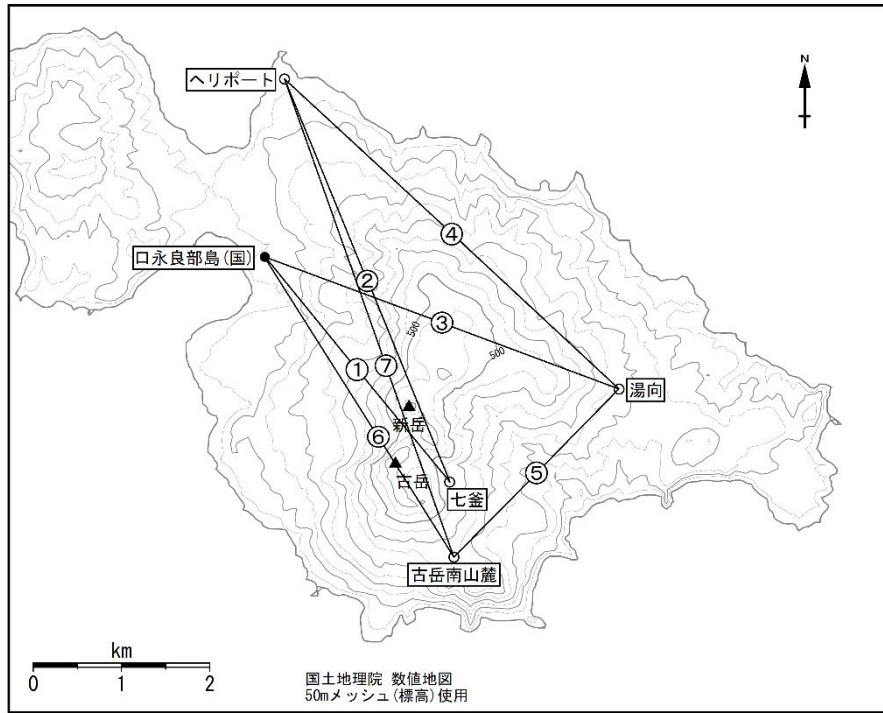 N
ヘリポート
④
口永良部島(国)
②
③
500
500
①
⑦
湯向
新岳
⑥
古岳
⑤
七釜
古岳南山麓
km
0 1 2
国土地理院 数値地図
50mメッシュ(標高)使用